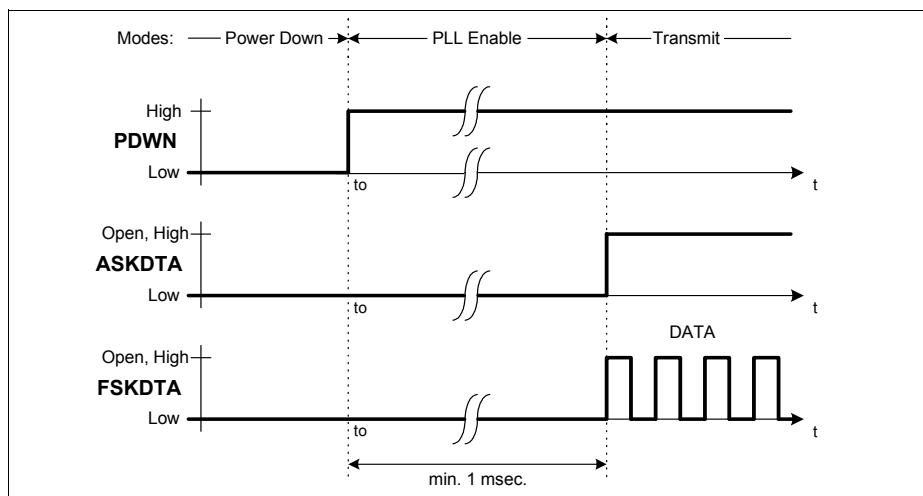 Modes: Power Down PLL Enable Transmit
High
PDWN
Low
to t
Open, High
ASKDTA
Low
to t
DATA
Open, High
FSKDTA
Low
to t
min. 1 msec.